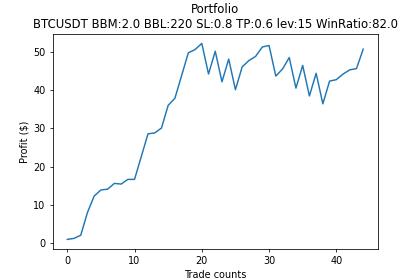 Portfolio
BTCUSDT BBM:2.0 BBL:220 SL:0.8 TP:0.6 lev:15 WinRatio:82.0
Profit ($)
50
40
30
20
10
0
0 10 20 30 40
Trade counts